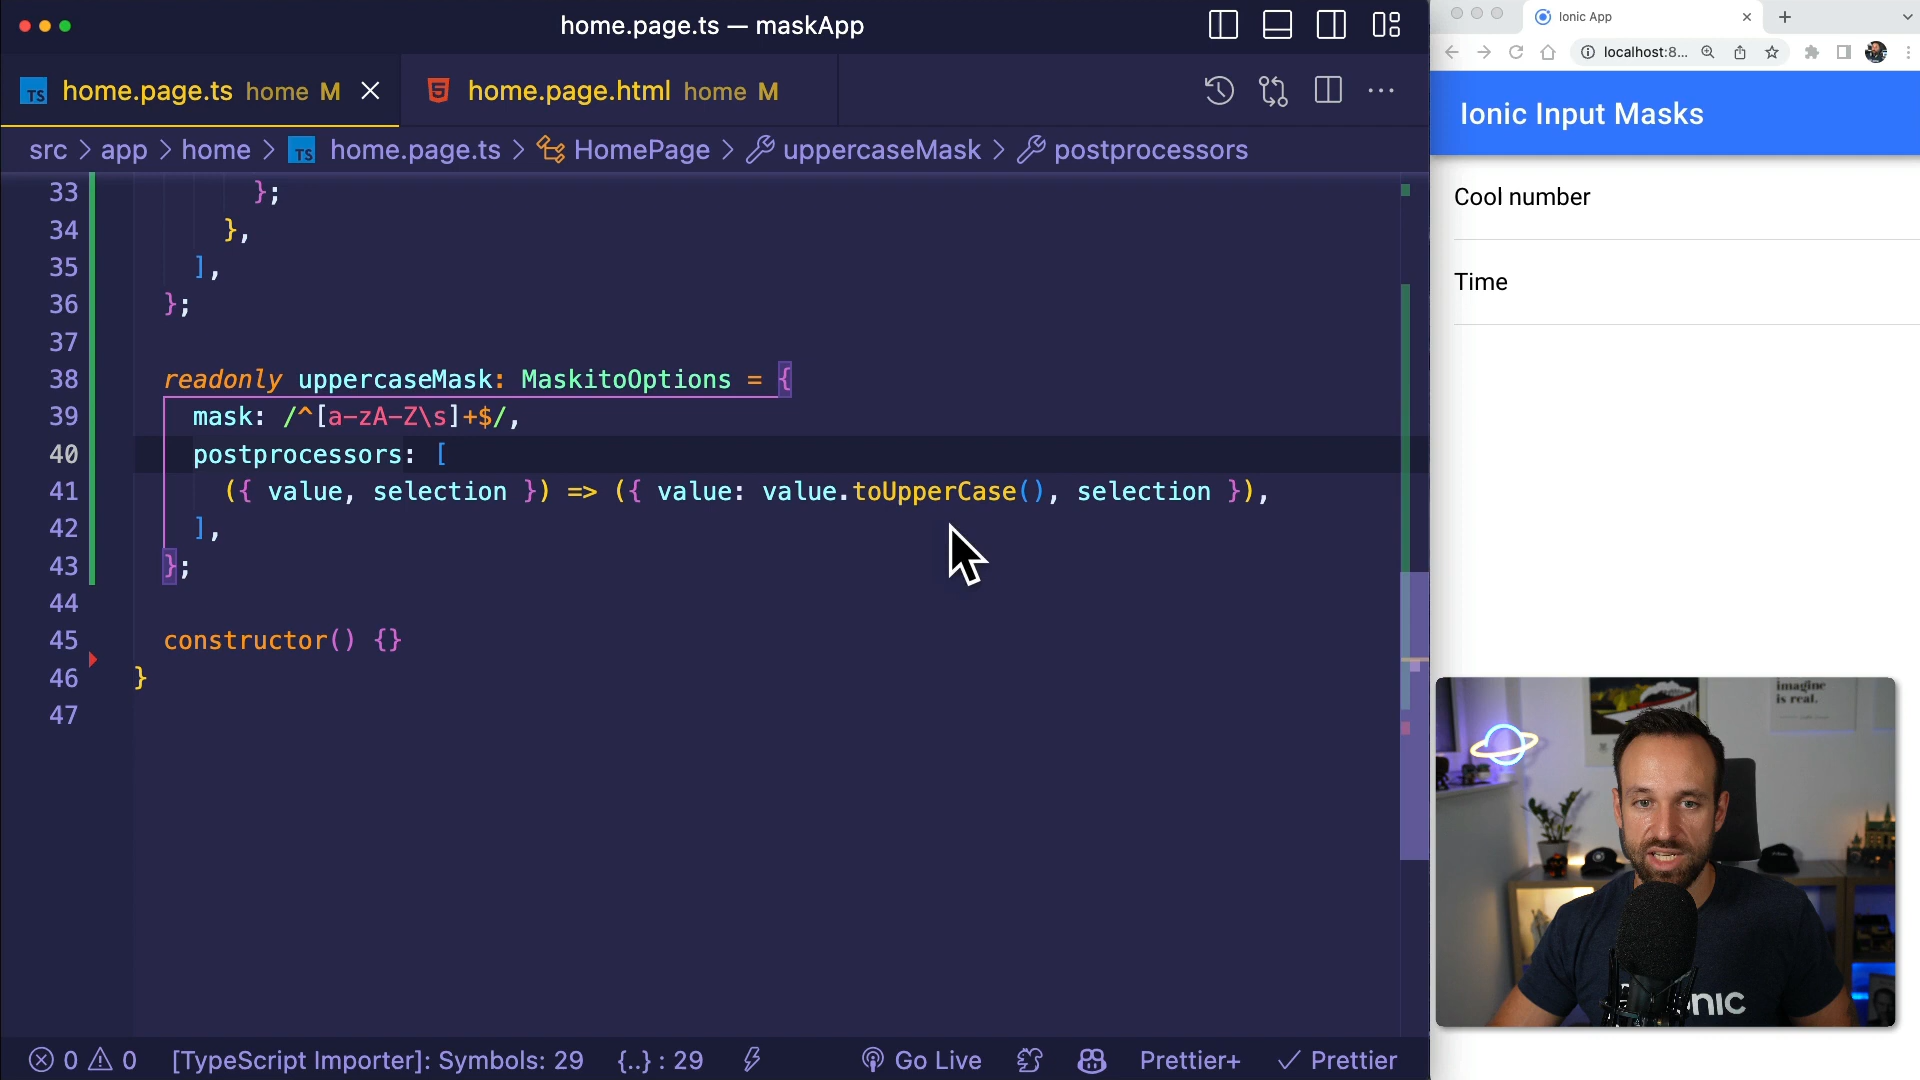 home.page.ts — maskApp
TS home.page.ts home M
5 home.page.html home M
src > app > home > TS home.page.ts > HomePage > uppercaseMask > postprocessors
33 };
34 },
35 ],
36 };
37
38 readonly uppercaseMask: MaskitoOptions = {
39 mask: /^[a-zA-Z\s]+$/,
40 postprocessors: [
41 ({ value, selection }) => ({ value: value.toUpperCase(), selection }),
42 ],
43 };
44
45 constructor() {}
46 }
47
0 0 [TypeScript Importer]: Symbols: 29 {..} : 29 Go Live Prettier+ Prettier
Ionic App
localhost:8...
Ionic Input Masks
Cool number
Time
imagine
is real.
nic